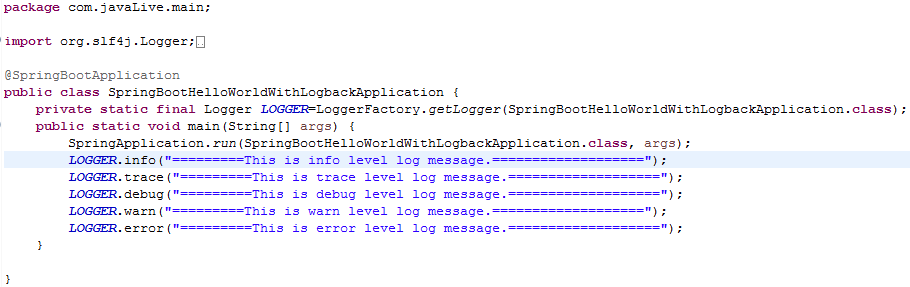 package com.javaLive.main;
import org.slf4j.Logger;
@SpringBootApplication
public class SpringBootHelloWorldWithLogbackApplication {
private static final Logger LOGGER=LoggerFactory.getLogger(SpringBootHelloWorldWithLogbackApplication.class);
public static void main(String[] args) {
SpringApplication.run(SpringBootHelloWorldWithLogbackApplication.class, args);
LOGGER.info("=========This is info level log message.===================");
LOGGER.trace("=========This is trace level log message.===================");
LOGGER.debug("=========This is debug level log message.===================");
LOGGER.warn("=========This is warn level log message.===================");
LOGGER.error("=========This is error level log message.===================");
}
}